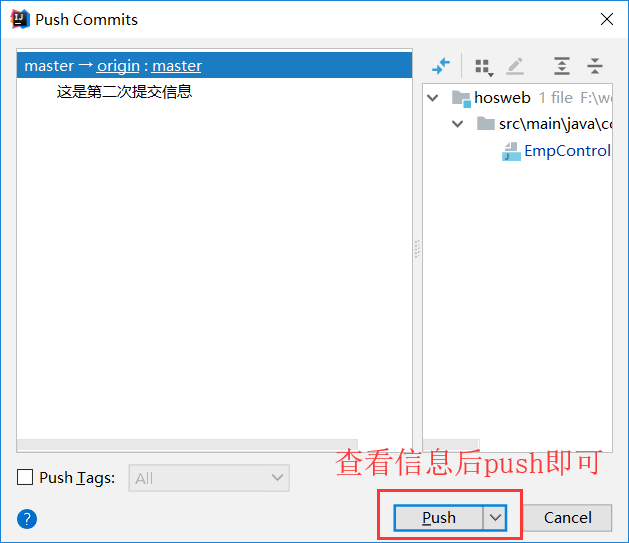 Push Commits
master → origin : master
这是第二次提交信息
hosweb 1 file F:\w
src\main\java\c
EmpControl
查看信息后push即可
Push Tags:
All
?
Push
Cancel